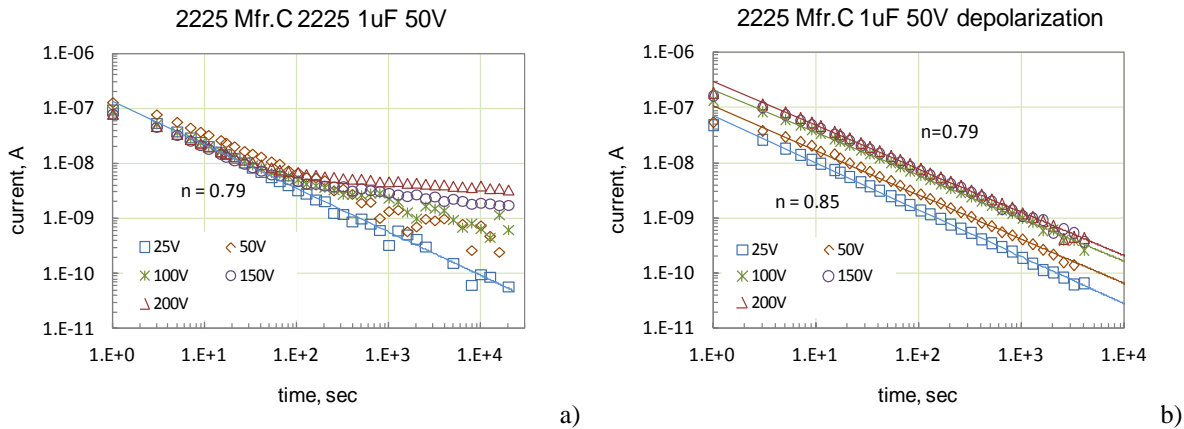 2225 Mfr.C 2225 1uF 50V
1.E-06
1.E-07
1.E-08
1.E-09
1.E-10
1.E-11
current, A
n = 0.79
25V
50V
100V
150V
200V
1.E+0
1.E+1
1.E+2
1.E+3
1.E+4
time, sec
a)
2225 Mfr.C 1uF 50V depolarization
1.E-06
1.E-07
1.E-08
1.E-09
1.E-10
1.E-11
current, A
n=0.79
n = 0.85
25V
50V
100V
150V
200V
1.E+0
1.E+1
1.E+2
1.E+3
1.E+4
time, sec
b)